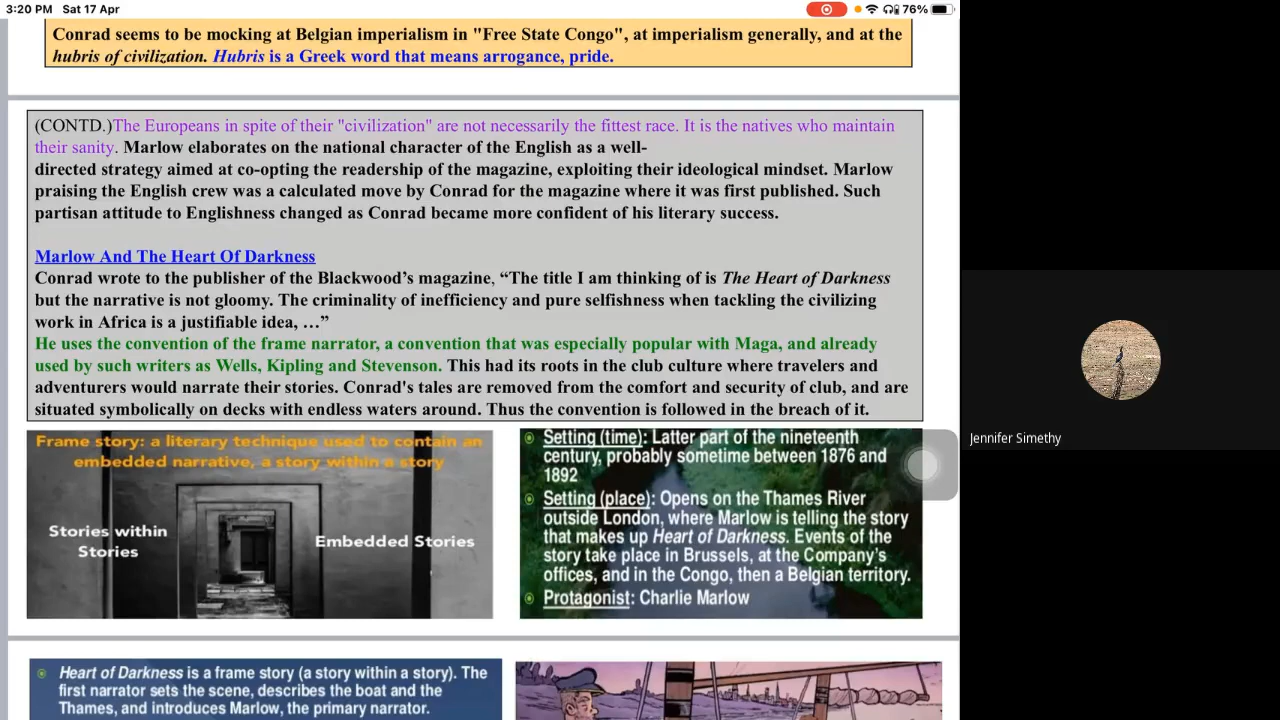 3:20 PM Sat 17 Apr
76%
Conrad seems to be mocking at Belgian imperialism in "Free State Congo", at imperialism generally, and at the
hubris of civilization. Hubris is a Greek word that means arrogance, pride.
(CONTD.)The Europeans in spite of their "civilization" are not necessarily the fittest race. It is the natives who maintain
their sanity. Marlow elaborates on the national character of the English as a well-
directed strategy aimed at co-opting the readership of the magazine, exploiting their ideological mindset. Marlow
praising the English crew was a calculated move by Conrad for the magazine where it was first published. Such
partisan attitude to Englishness changed as Conrad became more confident of his literary success.
Marlow And The Heart Of Darkness
Conrad wrote to the publisher of the Blackwood’s magazine, “The title I am thinking of is The Heart of Darkness
but the narrative is not gloomy. The criminality of inefficiency and pure selfishness when tackling the civilizing
work in Africa is a justifiable idea, …”
He uses the convention of the frame narrator, a convention that was especially popular with Maga, and already
used by such writers as Wells, Kipling and Stevenson. This had its roots in the club culture where travelers and
adventurers would narrate their stories. Conrad's tales are removed from the comfort and security of club, and are
situated symbolically on decks with endless waters around. Thus the convention is followed in the breach of it.
Frame story: a literary technique used to contain an
embedded narrative, a story within a story
Stories within
Stories
Embedded Stories
Setting (time): Latter part of the nineteenth
century, probably sometime between 1876 and
1892
Setting (place): Opens on the Thames River
outside London, where Marlow is telling the story
that makes up Heart of Darkness. Events of the
story take place in Brussels, at the Company's
offices, and in the Congo, then a Belgian territory.
Protagonist: Charlie Marlow
Heart of Darkness is a frame story (a story within a story). The
first narrator sets the scene, describes the boat and the
Thames, and introduces Marlow, the primary narrator.
Jennifer Simethy